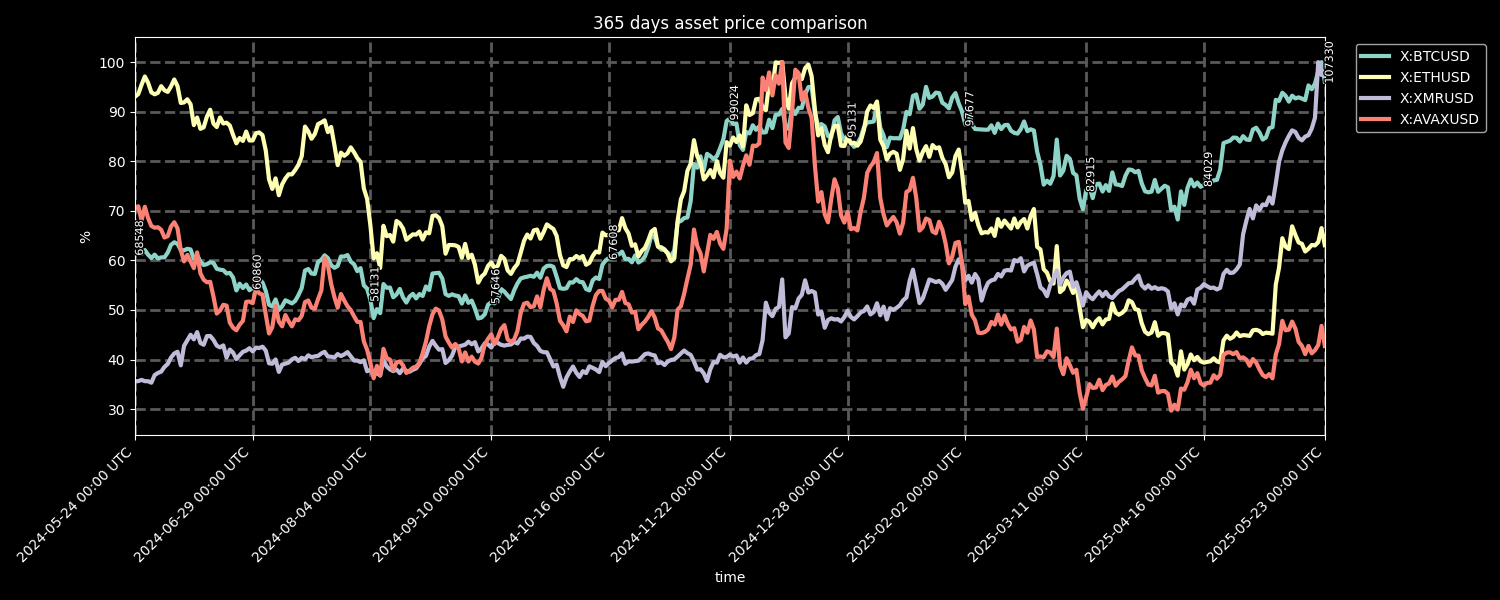 365 days asset price comparison
%
100
90
80
70
60
50
40
30
68548
60860
58131
57646
67608
99024
95131
97677
82915
84029
107330
2024-05-24 00:00 UTC
2024-06-29 00:00 UTC
2024-08-04 00:00 UTC
2024-09-10 00:00 UTC
2024-10-16 00:00 UTC
2024-11-22 00:00 UTC
2024-12-28 00:00 UTC
2025-02-02 00:00 UTC
2025-03-11 00:00 UTC
2025-04-16 00:00 UTC
2025-05-23 00:00 UTC
time
X:BTCUSD
X:ETHUSD
X:XMRUSD
X:AVAXUSD